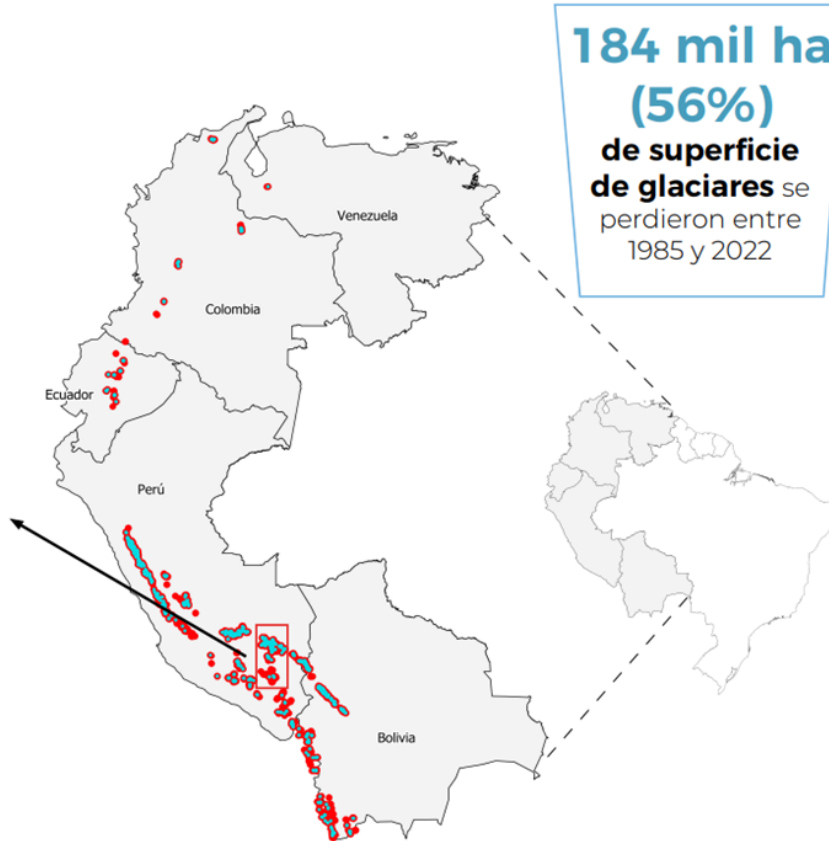 184 mil ha
(56%)
de superficie
de glaciares se
perdieron entre
1985 y 2022
Venezuela
Colombia
Ecuador
Perú
Bolivia